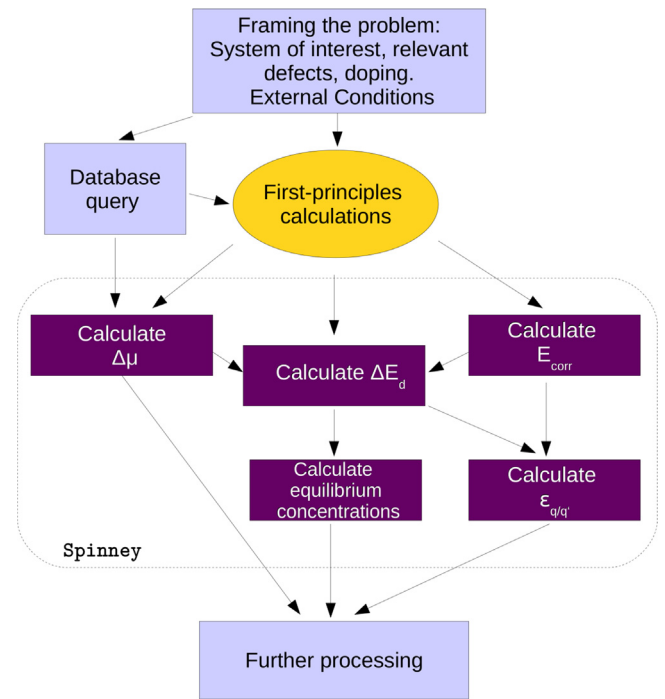 Framing the problem:
System of interest, relevant
defects, doping.
External Conditions
Database
query
First-principles
calculations
Calculate
Δμ
Calculate ΔE_d
Calculate
E_corr
Calculate
equilibrium
concentrations
Calculate
ε_q/q'
Spinney
Further processing